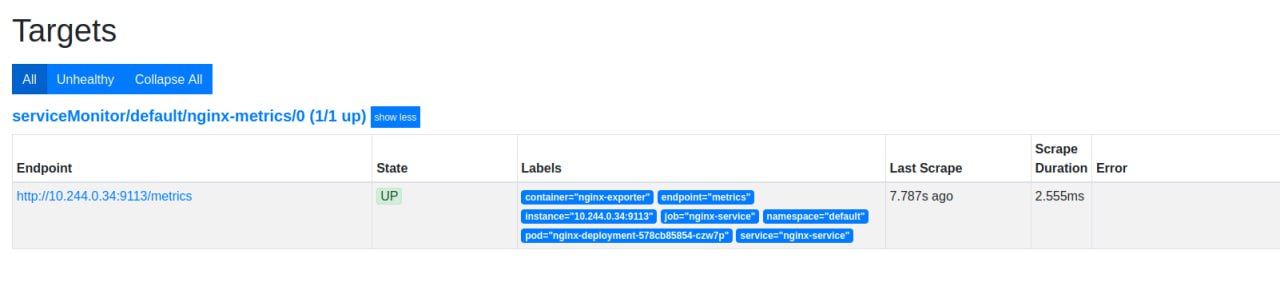 Targets
All Unhealthy Collapse All
serviceMonitor/default/nginx-metrics/0 (1/1 up) show less
Endpoint State Labels Last Scrape Scrape Duration Error
http://10.244.0.34:9113/metrics UP container="nginx-exporter" endpoint="metrics" 7.787s ago 2.555ms
instance="10.244.0.34:9113" job="nginx-service" namespace="default"
pod="nginx-deployment-578cb85854-czw7p" service="nginx-service"